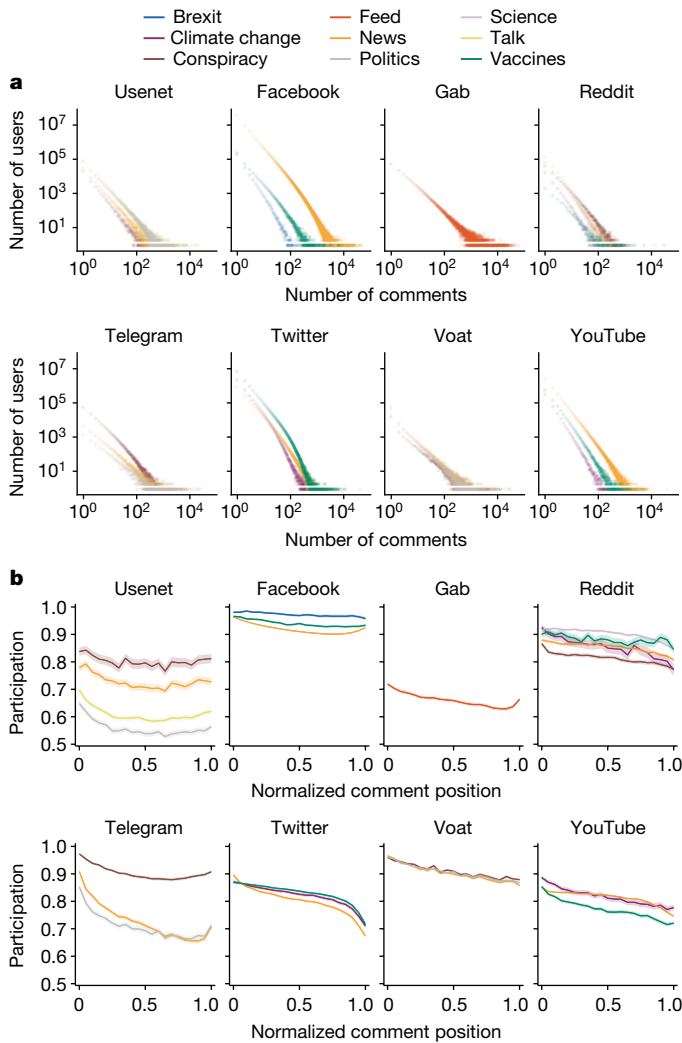 Brexit Feed Science
Climate change News Talk
Conspiracy Politics Vaccines
a
Usenet Facebook Gab Reddit
Number of users
10⁷
10⁵
10³
10¹
10⁰ 10² 10⁴ 10⁰ 10² 10⁴ 10⁰ 10² 10⁴ 10⁰ 10² 10⁴
Number of comments
Telegram Twitter Voat YouTube
Number of users
10⁷
10⁵
10³
10¹
10⁰ 10² 10⁴ 10⁰ 10² 10⁴ 10⁰ 10² 10⁴ 10⁰ 10² 10⁴
Number of comments
b
Usenet Facebook Gab Reddit
Participation
1.0
0.9
0.8
0.7
0.6
0.5
0 0.5 1.0 0 0.5 1.0 0 0.5 1.0 0 0.5 1.0
Normalized comment position
Telegram Twitter Voat YouTube
Participation
1.0
0.9
0.8
0.7
0.6
0.5
0 0.5 1.0 0 0.5 1.0 0 0.5 1.0 0 0.5 1.0
Normalized comment position